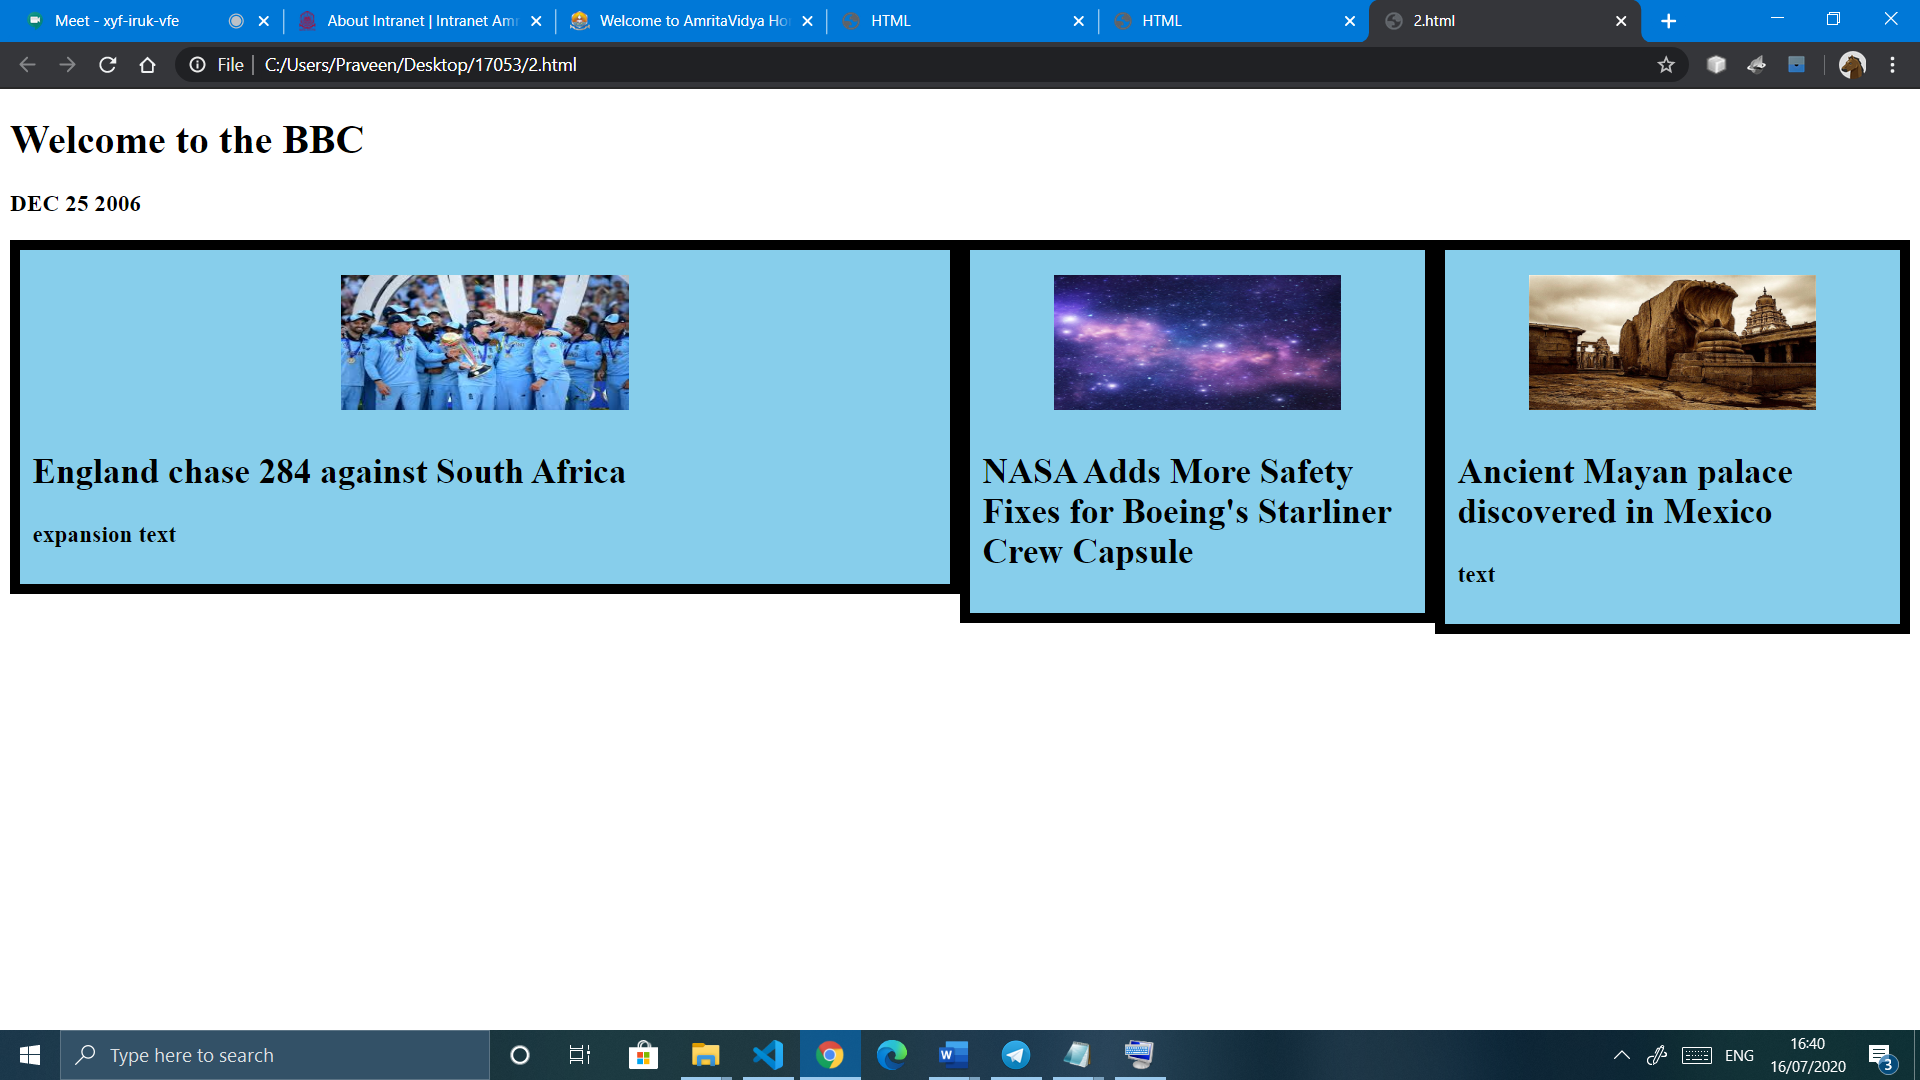 Meet - xyf-iruk-vfe
About Intranet | Intranet Am
Welcome to AmritaVidya Ho
HTML
HTML
2.html
File | C:/Users/Praveen/Desktop/17053/2.html
Welcome to the BBC
DEC 25 2006
England chase 284 against South Africa
expansion text
NASA Adds More Safety
Fixes for Boeing's Starliner
Crew Capsule
Ancient Mayan palace
discovered in Mexico
text
Type here to search
ENG
16:40
16/07/2020
3